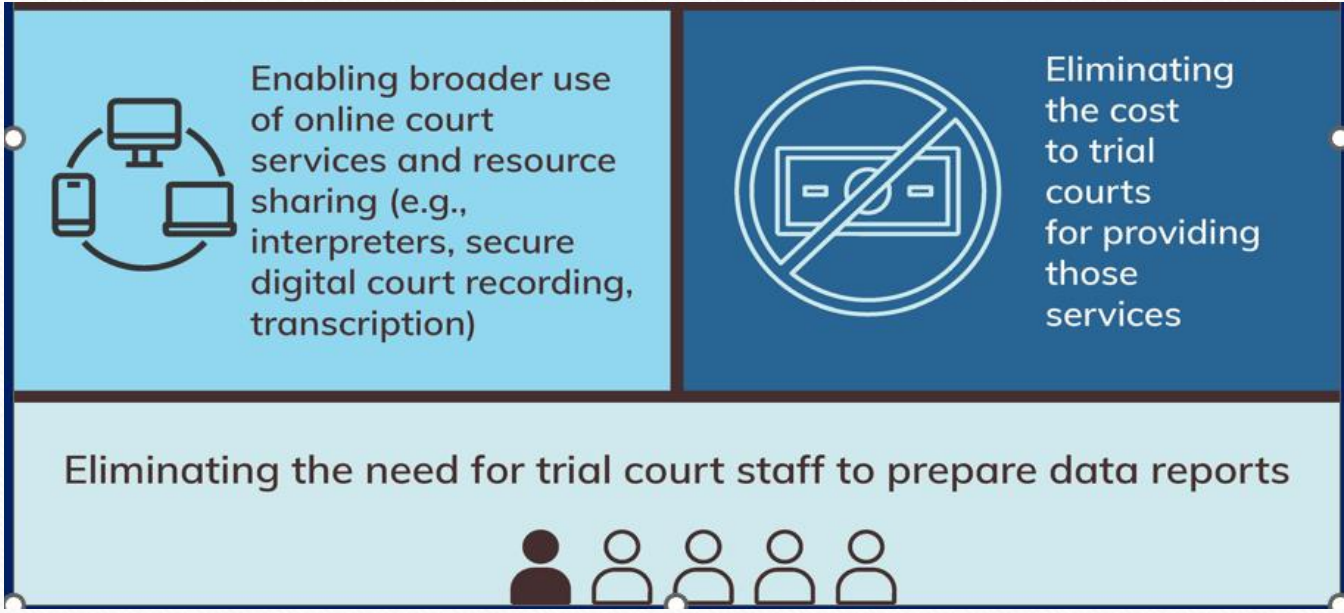 Enabling broader use
of online court
services and resource
sharing (e.g.,
interpreters, secure
digital court recording,
transcription)
Eliminating
the cost
to trial
courts
for providing
those
services
Eliminating the need for trial court staff to prepare data reports